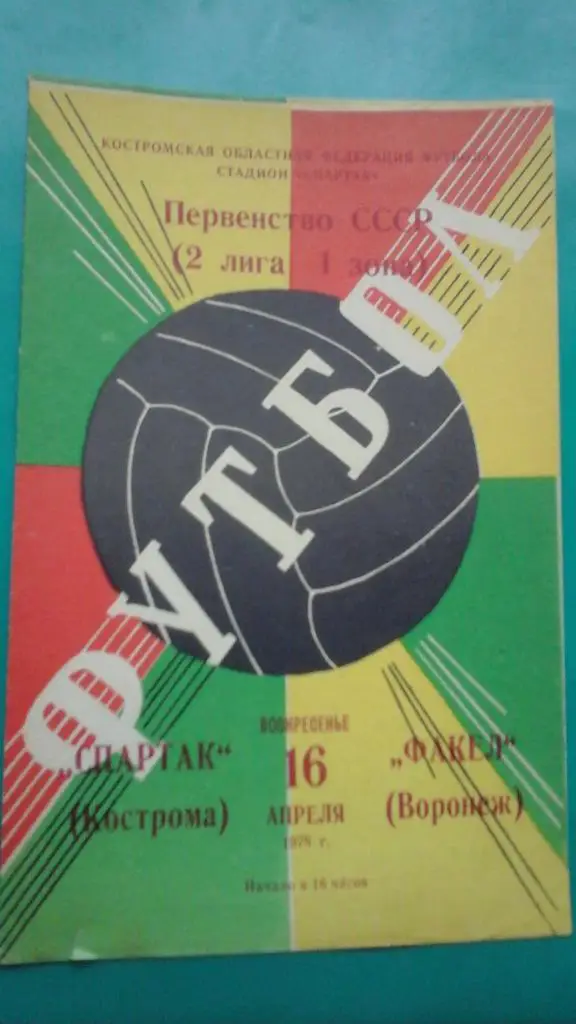 КОСТРОМСКАЯ ОБЛАСТНАЯ ФЕДЕРАЦИЯ ФУТБОЛА
СТАДИОН «СПАРТАК»
Первенство СССР
(2 лига 1 зона)
ФУТБОЛ
„СПАРТАК“
(Кострома)
ВОСКРЕСЕНЬЕ
16
АПРЕЛЯ
1978 г.
„ФАКЕЛ“
(Воронеж)
Начало в 16 часов